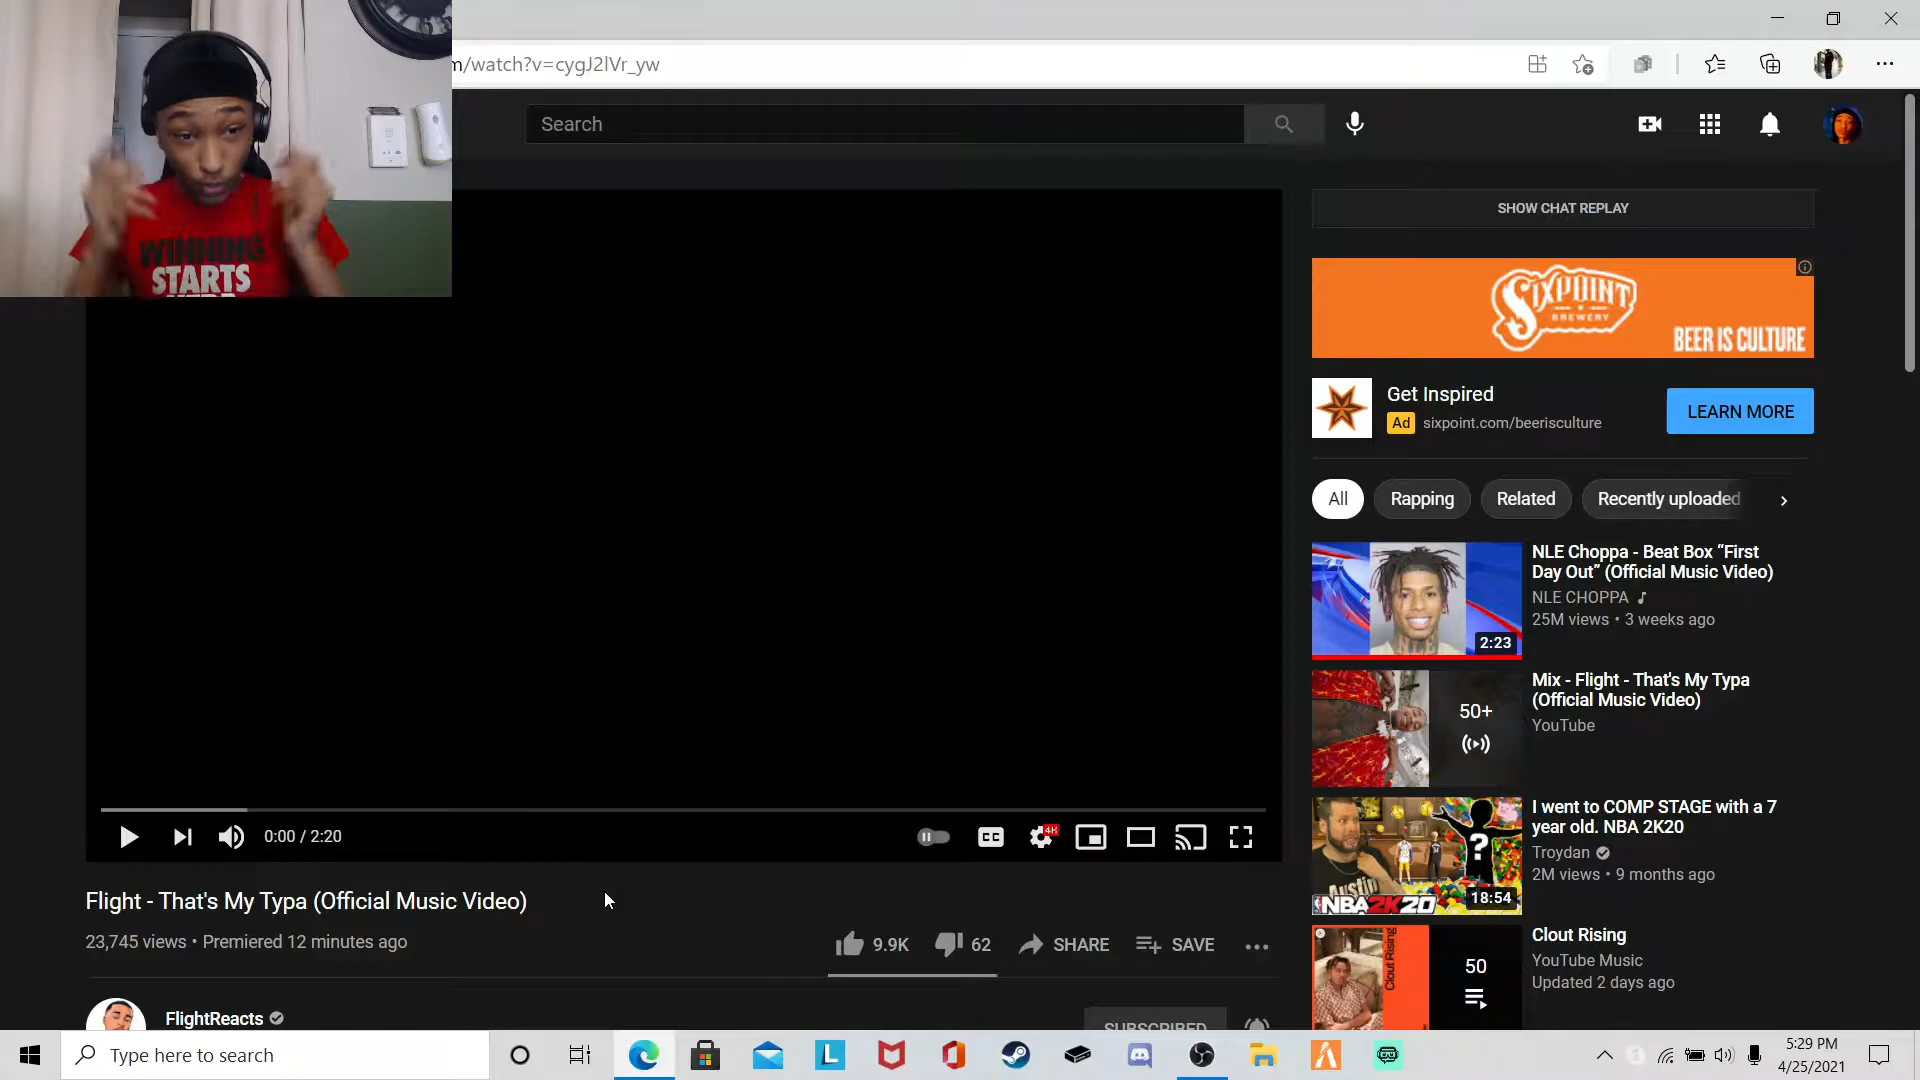 m/watch?v=cygJ2lVr_yw
Search
WINNING
STARTS
SHOW CHAT REPLAY
SIXPOINT
BREWERY
BEER IS CULTURE
Get Inspired
Ad sixpoint.com/beerisculture
LEARN MORE
All
Rapping
Related
Recently uploaded
NLE Choppa - Beat Box “First
Day Out” (Official Music Video)
NLE CHOPPA
25M views • 3 weeks ago
2:23
Mix - Flight - That's My Typa
(Official Music Video)
YouTube
50+
I went to COMP STAGE with a 7
year old. NBA 2K20
Troydan
2M views • 9 months ago
Austin
?
NBA 2K20
18:54
Clout Rising
YouTube Music
Updated 2 days ago
Clout Rising
50
0:00 / 2:20
CC
4K
Flight - That's My Typa (Official Music Video)
23,745 views • Premiered 12 minutes ago
9.9K
62
SHARE
SAVE
FlightReacts
SUBSCRIBED
Type here to search
L
5:29 PM
4/25/2021